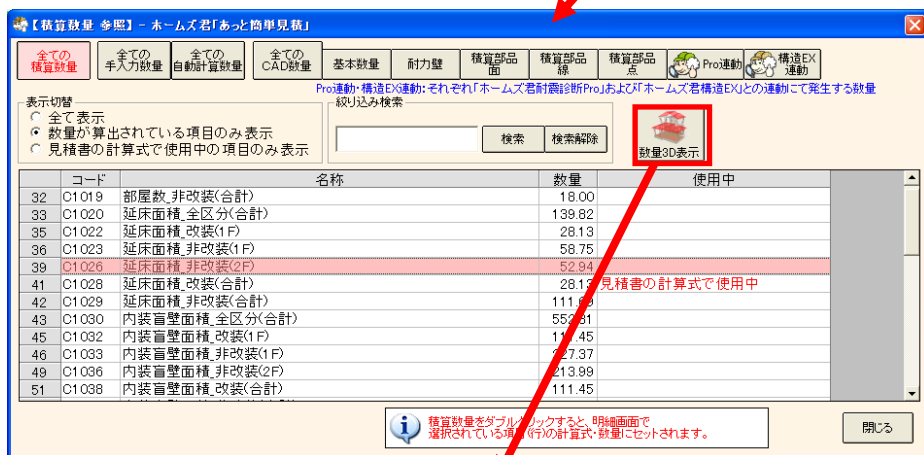 【積算数量 参照】 - ホームズ君「あっと簡単見積」
全ての積算数量 全ての手入力数量 全ての自動計算数量 全てのCAD数量 基本数量 耐力壁 積算部品面 積算部品線 積算部品点 Pro連動 構造EX連動
Pro連動・構造EX連動：それぞれ「ホームズ君耐震診断Pro」および「ホームズ君構造EX」との連動にて発生する数量
表示切替 絞り込み検索
全て表示
数量が算出されている項目のみ表示
見積書の計算式で使用中の項目のみ表示
検索 検索解除
数量3D表示
コード 名称 数量 使用中
32 C1019 部屋数_非改装(合計) 18.00
33 C1020 延床面積_全区分(合計) 139.82
35 C1022 延床面積_改装(1F) 28.13
36 C1023 延床面積_非改装(1F) 58.75
39 C1026 延床面積_非改装(2F) 52.94
41 C1028 延床面積_改装(合計) 28.13 見積書の計算式で使用中
42 C1029 延床面積_非改装(合計) 111.69
43 C1030 内装盲壁面積_全区分(合計)
45 C1032 内装盲壁面積_改装(1F)
46 C1033 内装盲壁面積_非改装(1F)
49 C1036 内装盲壁面積_非改装(2F) 213.99
51 C1038 内装盲壁面積_改装(合計) 111.45
積算数量をダブルクリックすると、明細画面で
選択されている項目(行)の計算式・数量にセットされます。
閉じる